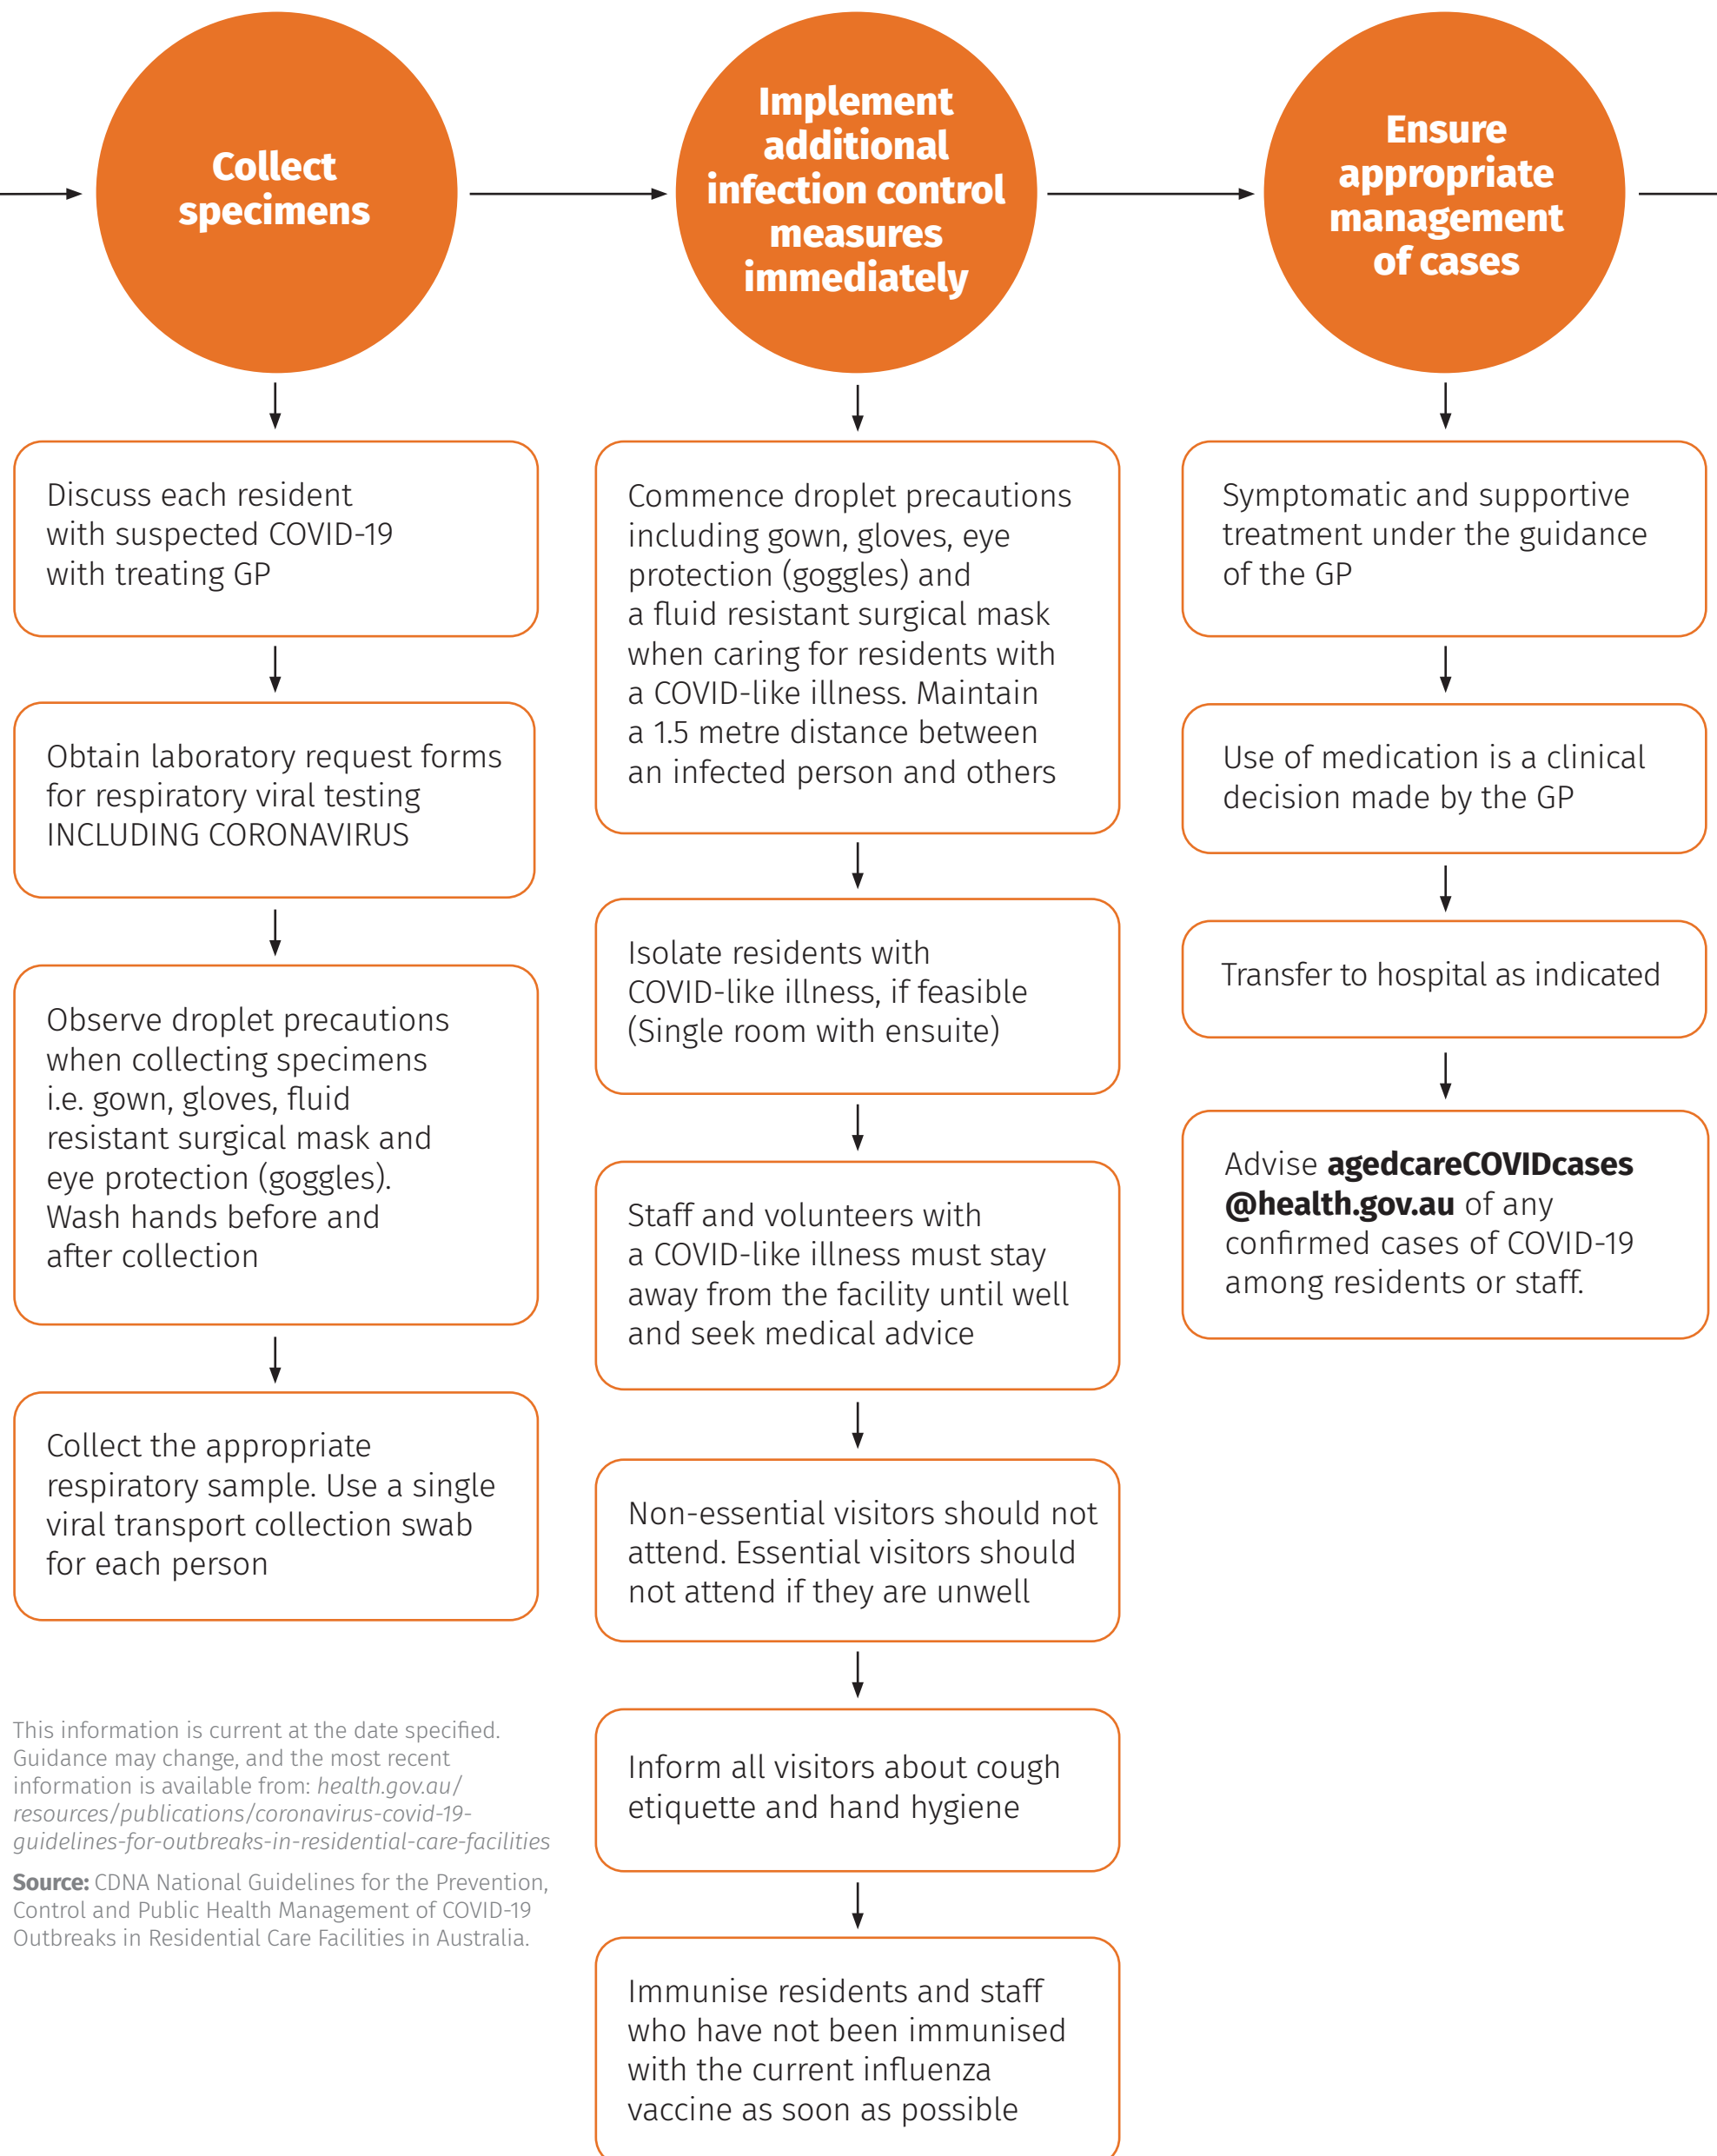 Collect
specimens
Discuss each resident
with suspected COVID-19
with treating GP
Obtain laboratory request forms
for respiratory viral testing
INCLUDING CORONAVIRUS
Observe droplet precautions
when collecting specimens
i.e. gown, gloves, fluid
resistant surgical mask and
eye protection (goggles).
Wash hands before and
after collection
Collect the appropriate
respiratory sample. Use a single
viral transport collection swab
for each person
This information is current at the date specified.
Guidance may change, and the most recent
information is available from: health.gov.au/
resources/publications/coronavirus-covid-19-
guidelines-for-outbreaks-in-residential-care-facilities
Source: CDNA National Guidelines for the Prevention,
Control and Public Health Management of COVID-19
Outbreaks in Residential Care Facilities in Australia.
Implement
additional
infection control
measures
immediately
Commence droplet precautions
including gown, gloves, eye
protection (goggles) and
a fluid resistant surgical mask
when caring for residents with
a COVID-like illness. Maintain
a 1.5 metre distance between
an infected person and others
Isolate residents with
COVID-like illness, if feasible
(Single room with ensuite)
Staff and volunteers with
a COVID-like illness must stay
away from the facility until well
and seek medical advice
Non-essential visitors should not
attend. Essential visitors should
not attend if they are unwell
Inform all visitors about cough
etiquette and hand hygiene
Immunise residents and staff
who have not been immunised
with the current influenza
vaccine as soon as possible
Ensure
appropriate
management
of cases
Symptomatic and supportive
treatment under the guidance
of the GP
Use of medication is a clinical
decision made by the GP
Transfer to hospital as indicated
Advise agedcareCOVIDcases
@health.gov.au of any
confirmed cases of COVID-19
among residents or staff.